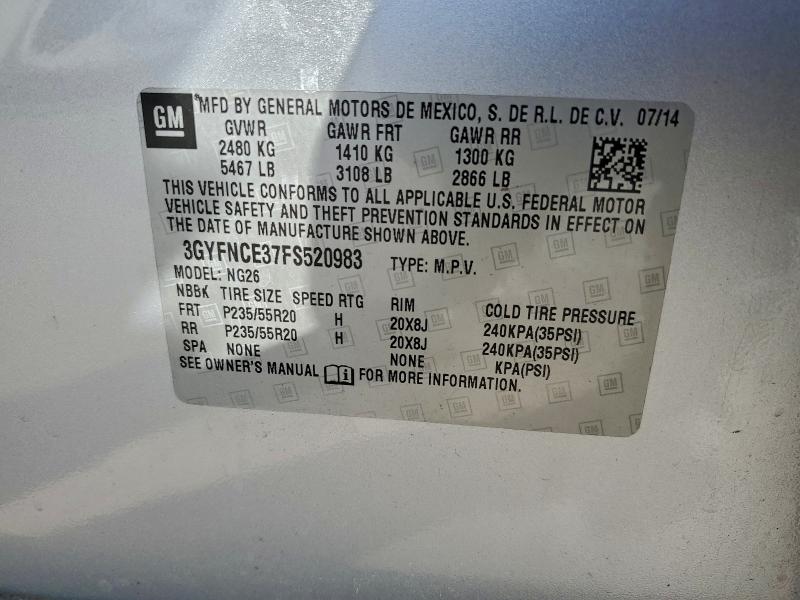 GM
*MFD BY GENERAL MOTORS DE MEXICO, S. DE R.L. DE C.V. 07/14
GVWR GAWR FRT GAWR RR
2480 KG 1410 KG 1300 KG
5467 LB 3108 LB 2866 LB
THIS VEHICLE CONFORMS TO ALL APPLICABLE U.S. FEDERAL MOTOR
VEHICLE SAFETY AND THEFT PREVENTION STANDARDS IN EFFECT ON
THE DATE OF MANUFACTURE SHOWN ABOVE.
3GYFNCE37FS520983 TYPE: M.P.V.
MODEL: NG26
NBBK TIRE SIZE SPEED RTG RIM COLD TIRE PRESSURE
FRT P235/55R20 H 20X8J 240KPA(35PSI)
RR P235/55R20 H 20X8J 240KPA(35PSI)
SPA NONE NONE KPA(PSI)
SEE OWNER'S MANUAL FOR MORE INFORMATION.